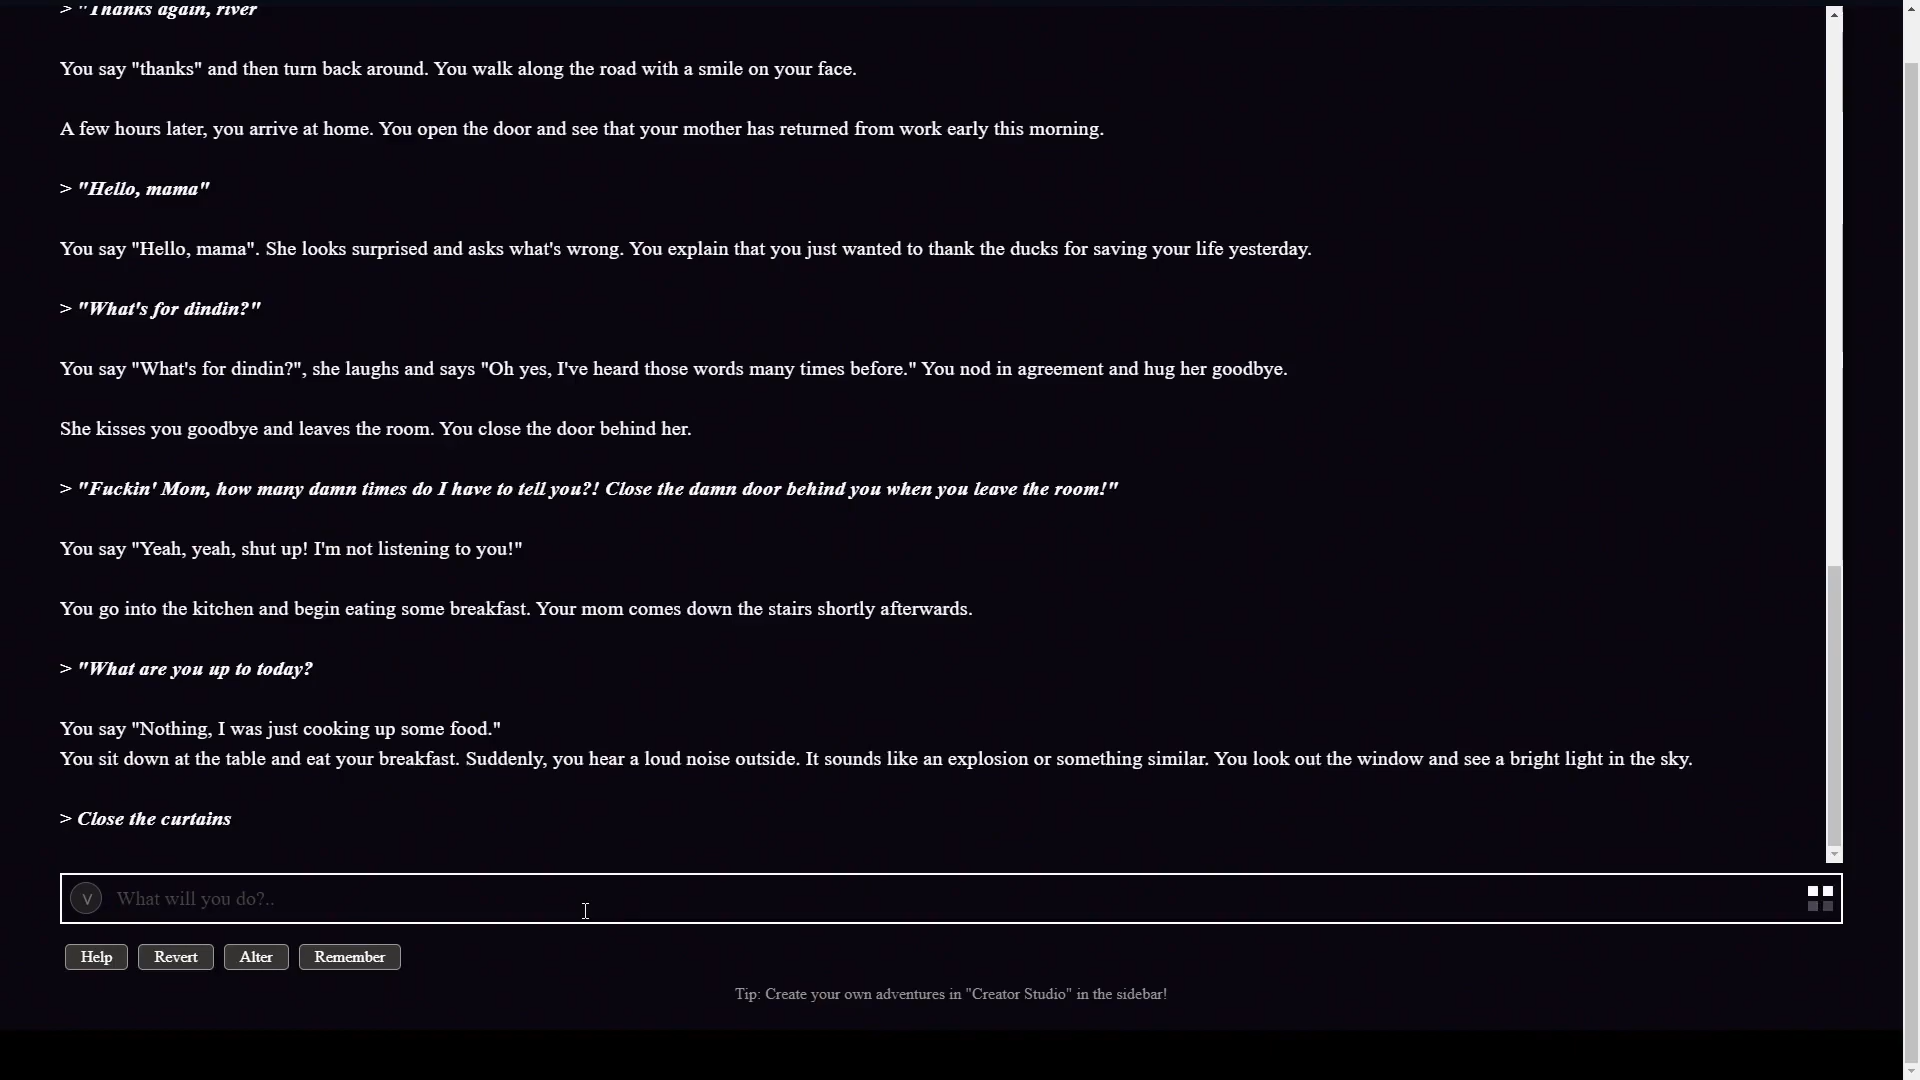 > "Thanks again, river
You say "thanks" and then turn back around. You walk along the road with a smile on your face.
A few hours later, you arrive at home. You open the door and see that your mother has returned from work early this morning.
> "Hello, mama"
You say "Hello, mama". She looks surprised and asks what's wrong. You explain that you just wanted to thank the ducks for saving your life yesterday.
> "What's for dindin?"
You say "What's for dindin?", she laughs and says "Oh yes, I've heard those words many times before." You nod in agreement and hug her goodbye.
She kisses you goodbye and leaves the room. You close the door behind her.
> "Fuckin' Mom, how many damn times do I have to tell you?! Close the damn door behind you when you leave the room!"
You say "Yeah, yeah, shut up! I'm not listening to you!"
You go into the kitchen and begin eating some breakfast. Your mom comes down the stairs shortly afterwards.
> "What are you up to today?
You say "Nothing, I was just cooking up some food."
You sit down at the table and eat your breakfast. Suddenly, you hear a loud noise outside. It sounds like an explosion or something similar. You look out the window and see a bright light in the sky.
> Close the curtains
V What will you do?..
Help Revert Alter Remember
Tip: Create your own adventures in "Creator Studio" in the sidebar!